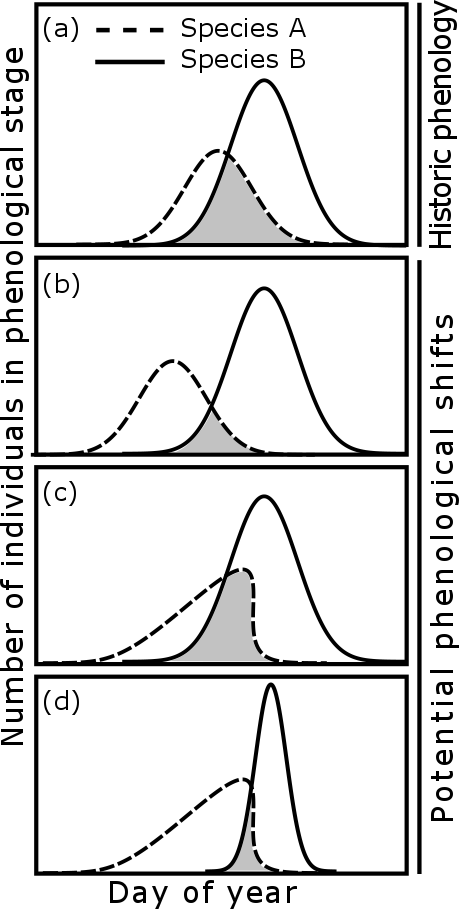 (a)
Species A
Species B
(b)
(c)
(d)
Number of individuals in phenological stage
Day of year
Historic phenology
Potential phenological shifts